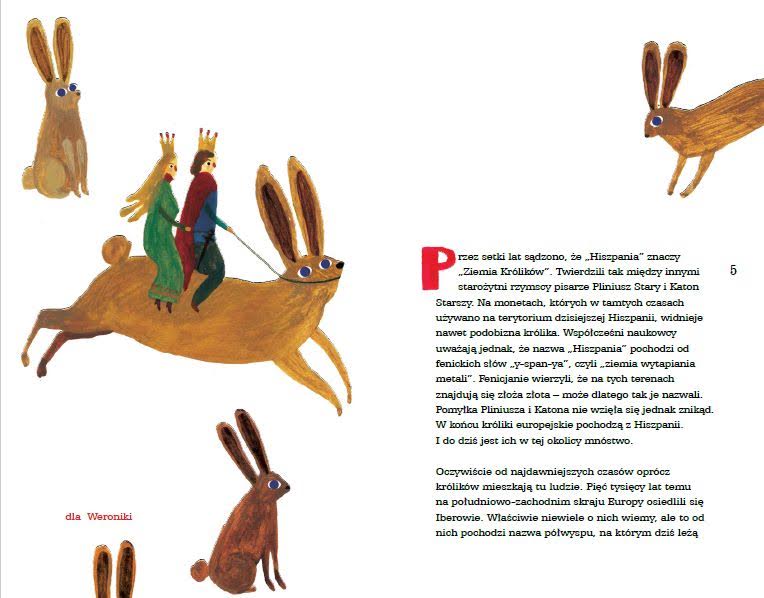 dla Weroniki
Przez setki lat sądzono, że „Hiszpania” znaczy
„Ziemia Królików”. Twierdzili tak między innymi
starożytni rzymscy pisarze Pliniusz Stary i Katon
Starszy. Na monetach, których w tamtych czasach
używano na terytorium dzisiejszej Hiszpanii, widnieje
nawet podobizna królika. Współcześni naukowcy
uważają jednak, że nazwa „Hiszpania” pochodzi od
fenickich słów „y-span-ya”, czyli „ziemia wytapiania
metali”. Fenicjanie wierzyli, że na tych terenach
znajdują się złoża złota – może dlatego tak je nazwali.
Pomyłka Pliniusza i Katona nie wzięła się jednak znikąd.
W końcu króliki europejskie pochodzą z Hiszpanii.
I do dziś jest ich w tej okolicy mnóstwo.
Oczywiście od najdawniejszych czasów oprócz
królików mieszkają tu ludzie. Pięć tysięcy lat temu
na południowo-zachodnim skraju Europy osiedlili się
Iberowie. Właściwie niewiele o nich wiemy, ale to od
nich pochodzi nazwa półwyspu, na którym dziś leżą
5